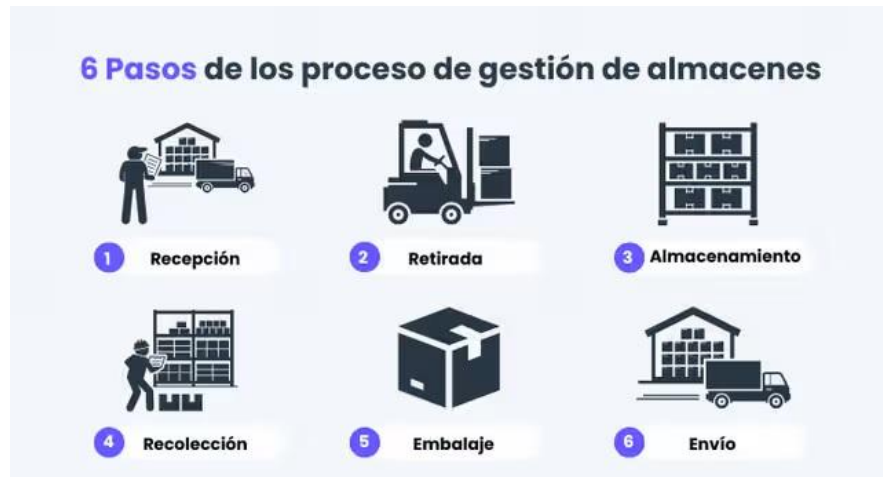 6 Pasos de los proceso de gestión de almacenes
1 Recepción
2 Retirada
3 Almacenamiento
4 Recolección
5 Embalaje
6 Envío